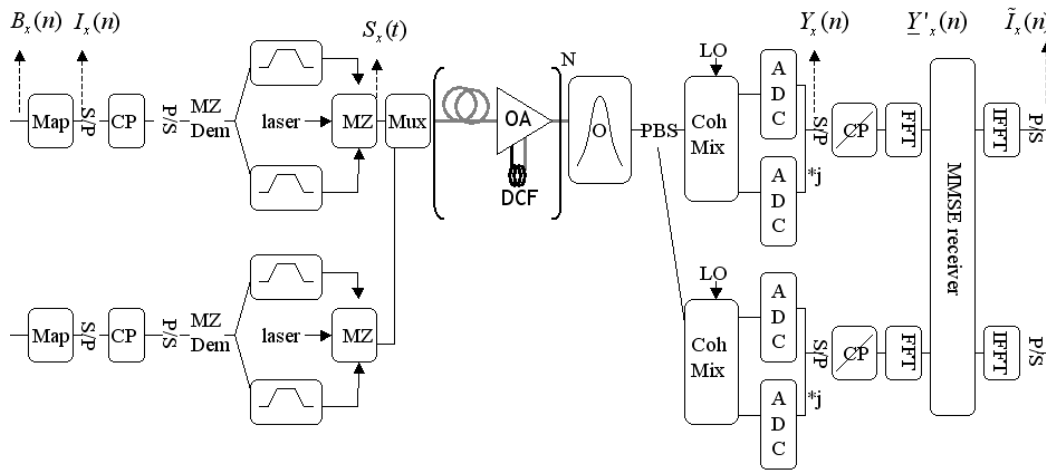 B_x(n)
I_x(n)
S_x(t)
Y_x(n)
Y'_x(n)
Ĩ_x(n)
Map
S/P
CP
P/S
MZ
Dem
laser
MZ
Mux
OA
DCF
N
O
PBS
LO
Coh
Mix
A
D
C
A
D
C
*j
S/P
CP
FFT
MMSE receiver
IFFT
P/S
Map
S/P
CP
P/S
MZ
Dem
laser
MZ
LO
Coh
Mix
A
D
C
A
D
C
*j
S/P
CP
FFT
IFFT
P/S